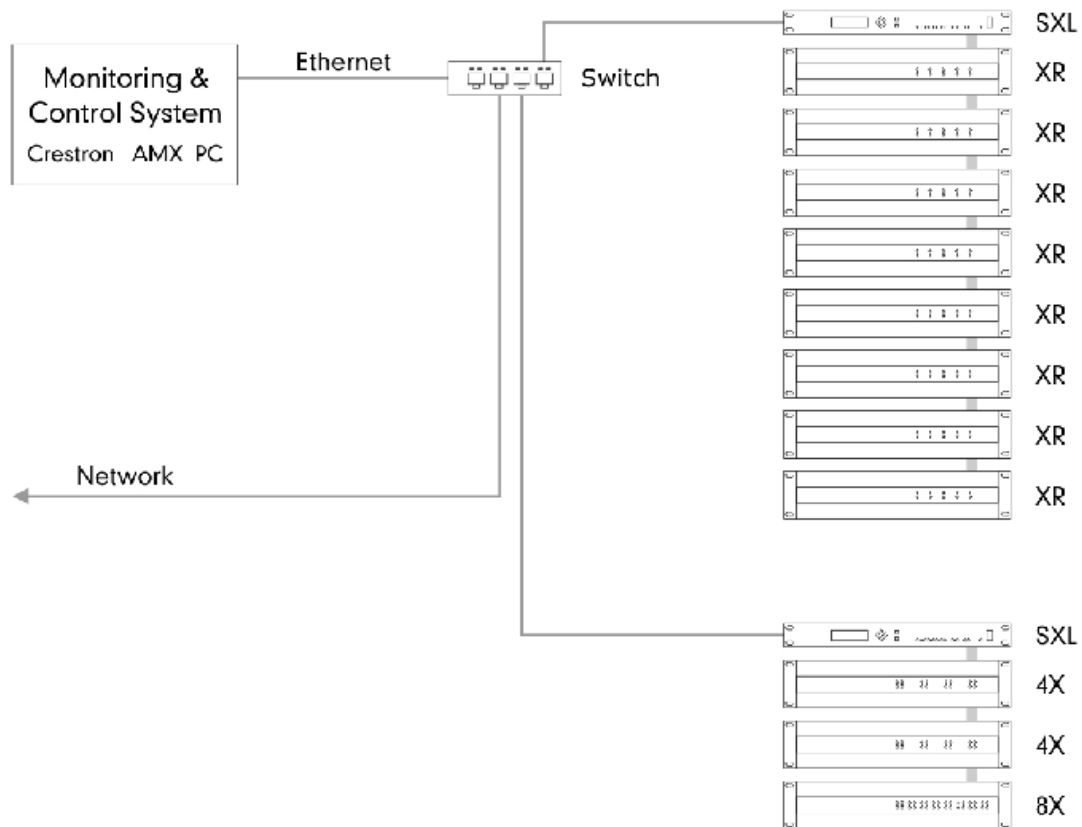 Monitoring &
Control System
Crestron AMX PC
Ethernet
Switch
Network
SXL
XR
XR
XR
XR
XR
XR
XR
XR
SXL
4X
4X
8X